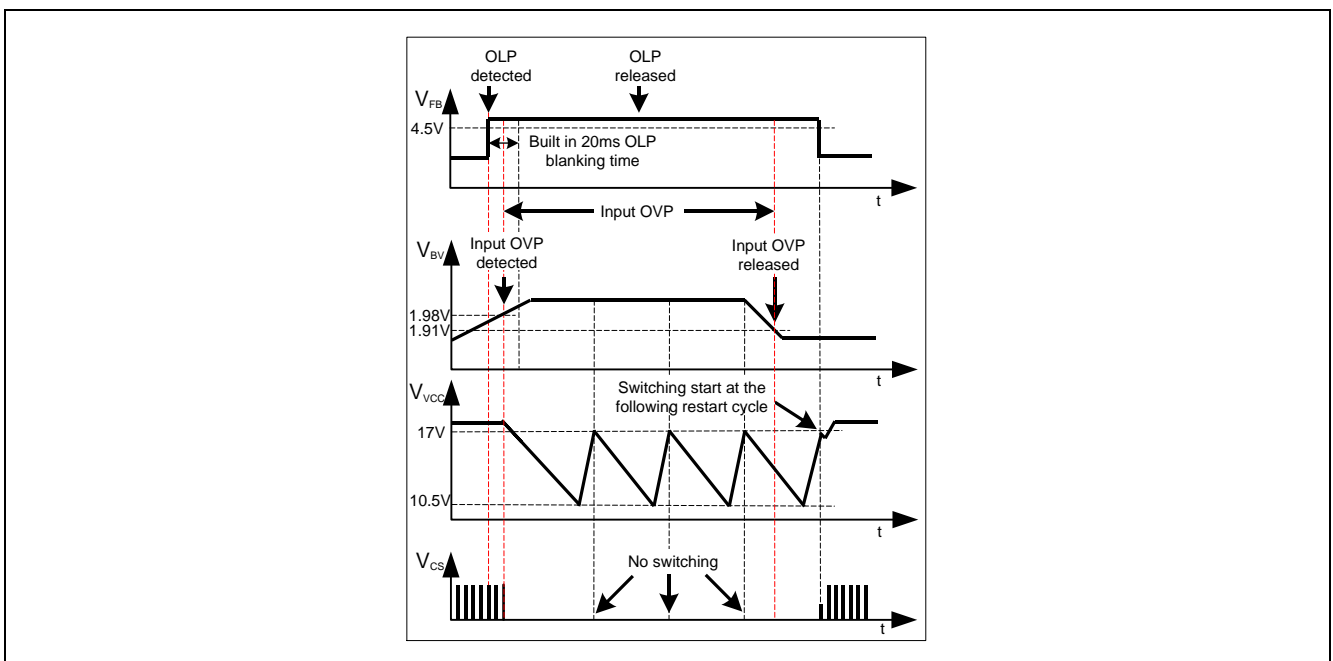 OLP
detected
OLP
released
VFB
4.5V
Built in 20ms OLP
blanking time
t
Input OVP
VBV
Input OVP
detected
Input OVP
released
1.98V
1.91V
t
VVCC
Switching start at the
following restart cycle
17V
10.5V
t
VCS
No switching
t